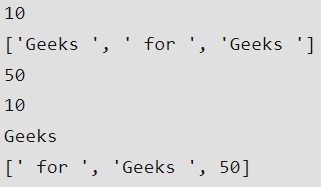 10
['Geeks ', ' for ', 'Geeks ']
50
10
Geeks
[' for ', 'Geeks ', 50]